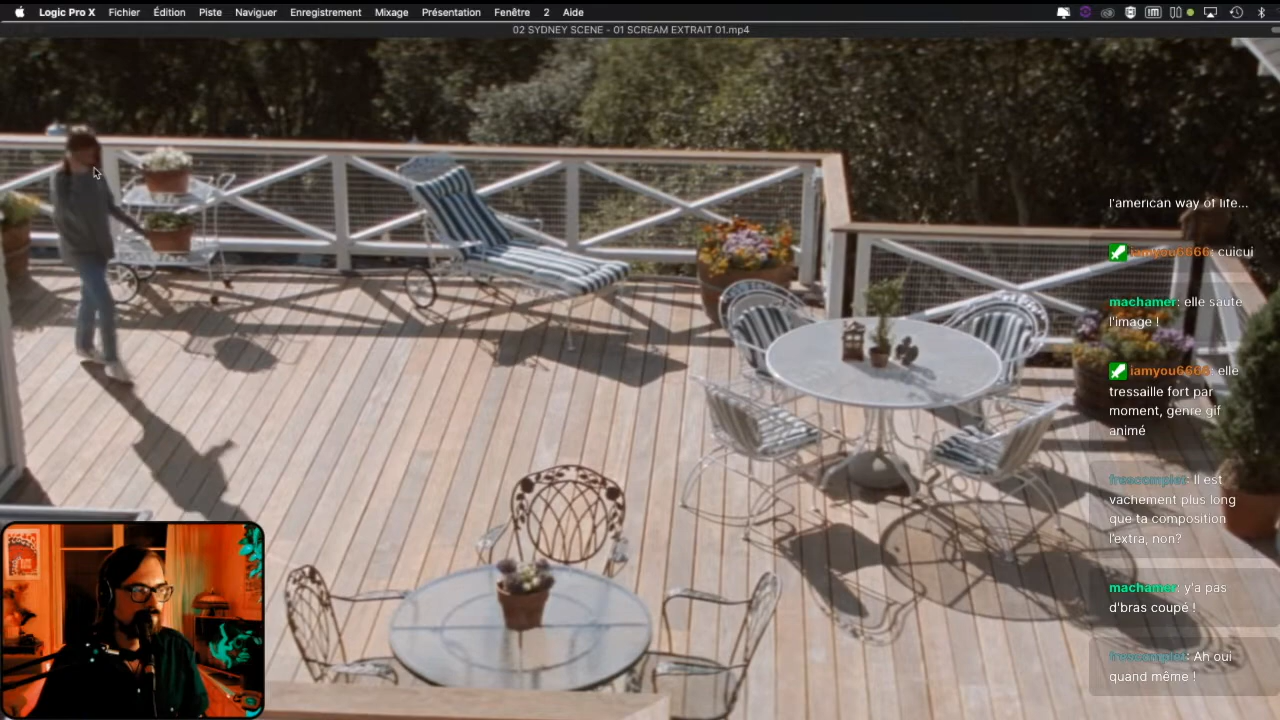 Logic Pro X Fichier Édition Piste Naviguer Enregistrement Mixage Présentation Fenêtre 2 Aide
02 SYDNEY SCENE - 01 SCREAM EXTRAIT 01.mp4
l'american way of life...
iamyou6666: cuicui
machamer: elle saute
l'image !
iamyou6666: elle
tressaille fort par
moment, genre gif
animé
frescomplet: Il est
vachement plus long
que ta composition
l'extra, non?
machamer: y'a pas
d'bras coupé !
frescomplet: Ah oui
quand même !